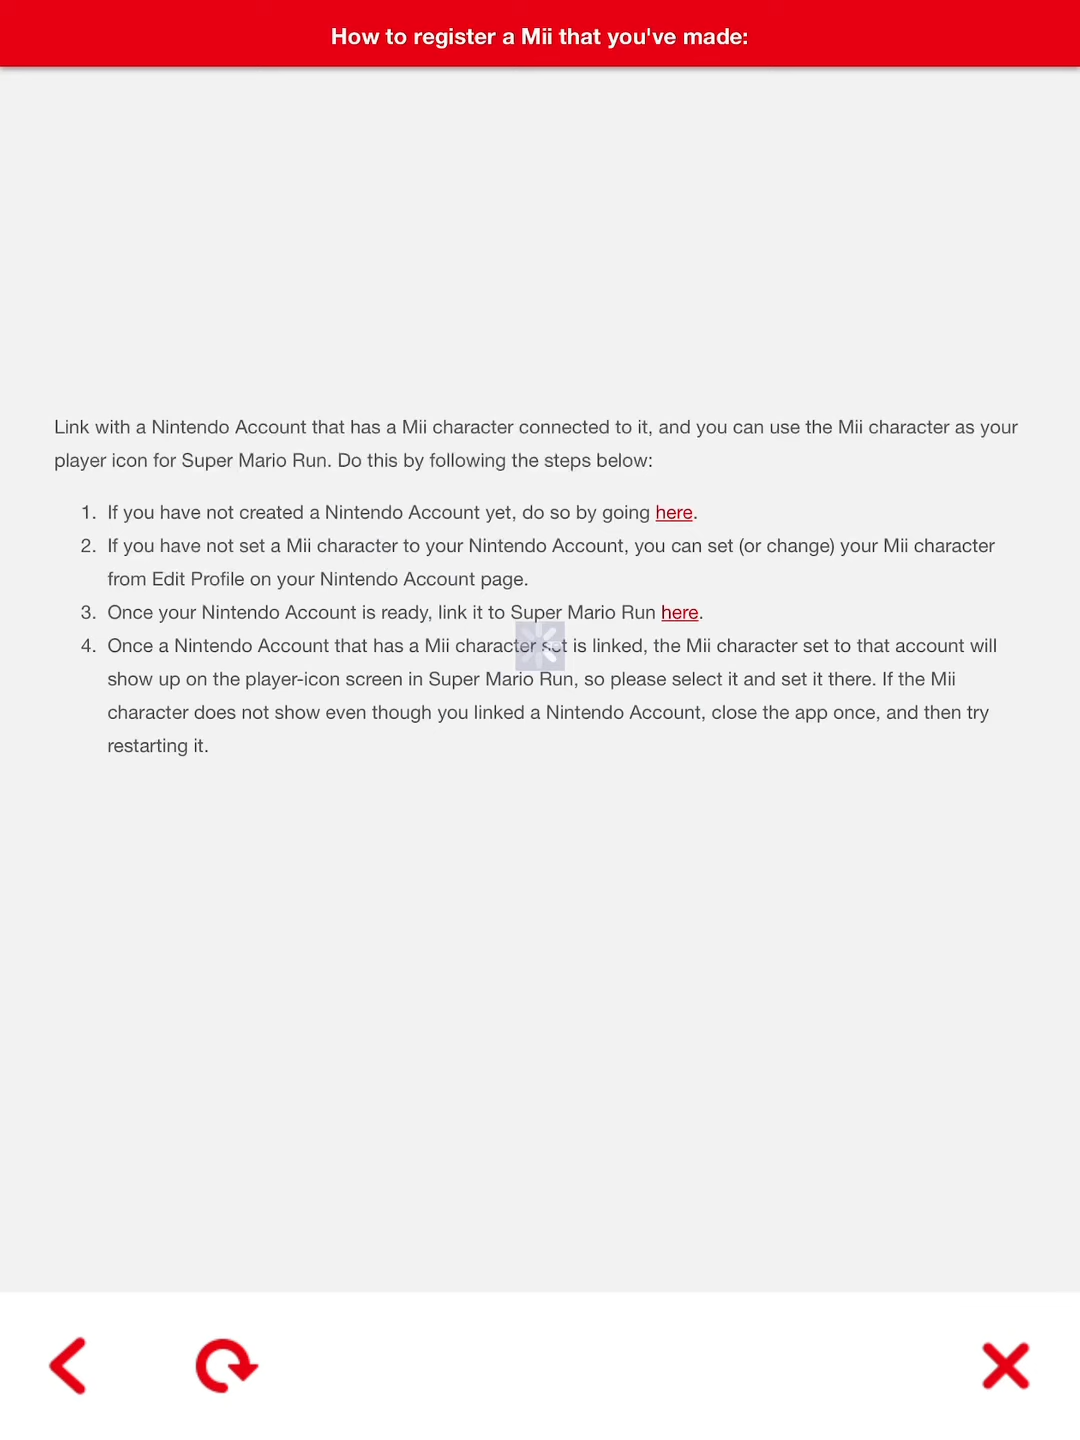 How to register a Mii that you've made:
Link with a Nintendo Account that has a Mii character connected to it, and you can use the Mii character as your
player icon for Super Mario Run. Do this by following the steps below:
1. If you have not created a Nintendo Account yet, do so by going here.
2. If you have not set a Mii character to your Nintendo Account, you can set (or change) your Mii character
from Edit Profile on your Nintendo Account page.
3. Once your Nintendo Account is ready, link it to Super Mario Run here.
4. Once a Nintendo Account that has a Mii character set is linked, the Mii character set to that account will
show up on the player-icon screen in Super Mario Run, so please select it and set it there. If the Mii
character does not show even though you linked a Nintendo Account, close the app once, and then try
restarting it.